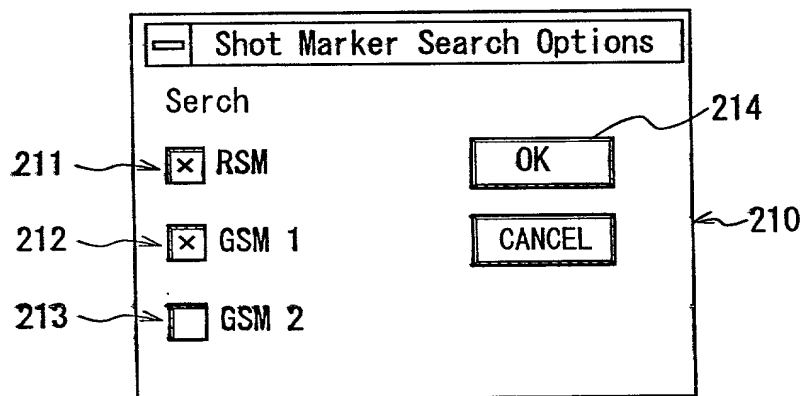 Shot Marker Search Options
Serch
214
211 RSM OK
210
212 GSM 1 CANCEL
213 GSM 2